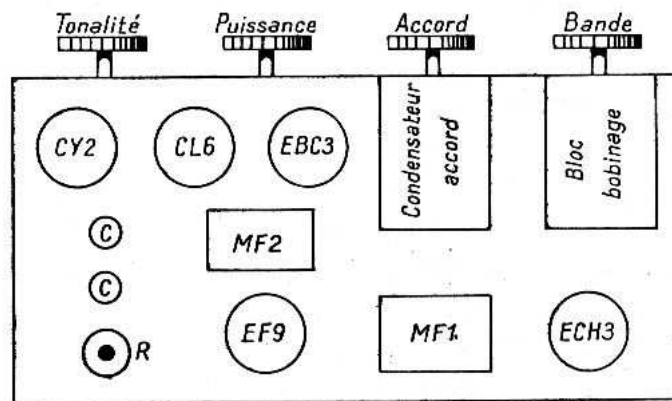 Tonalité
Puissance
Accord
Bande
CY2
CL6
EBC3
Condensateur
accord
Bloc
bobinage
C
MF2
C
R
EF9
MF1
ECH3